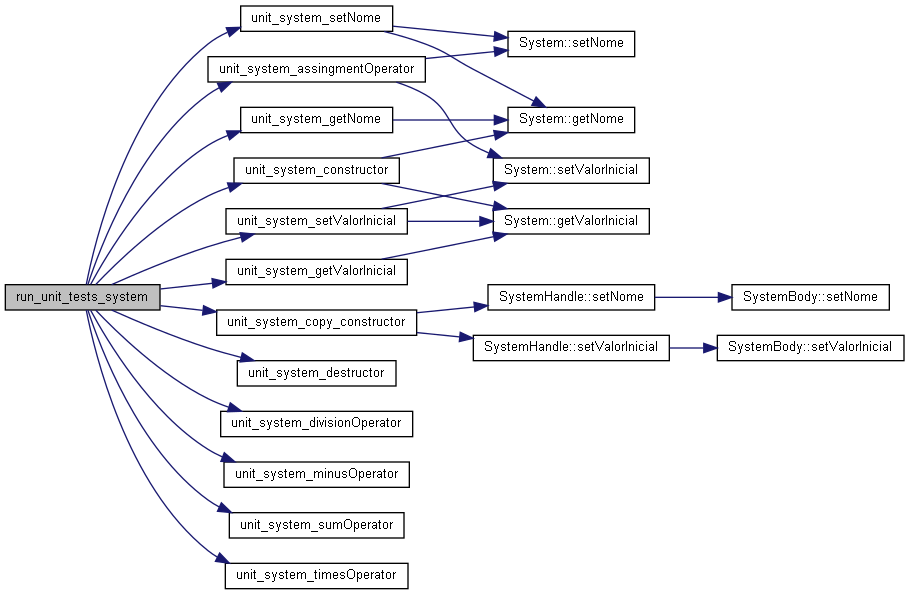 unit_system_setNome
System::setNome
unit_system_assingmentOperator
unit_system_getNome
System::getNome
unit_system_constructor
System::setValorInicial
unit_system_setValorInicial
System::getValorInicial
unit_system_getValorInicial
run_unit_tests_system
SystemHandle::setNome
SystemBody::setNome
unit_system_copy_constructor
SystemHandle::setValorInicial
SystemBody::setValorInicial
unit_system_destructor
unit_system_divisionOperator
unit_system_minusOperator
unit_system_sumOperator
unit_system_timesOperator